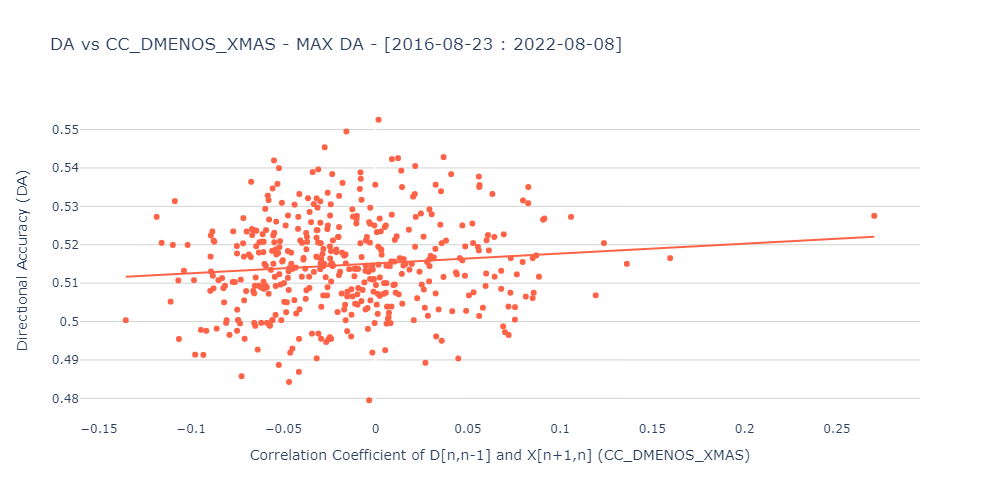 DA vs CC_DMENOS_XMAS - MAX DA - [2016-08-23 : 2022-08-08]
Directional Accuracy (DA)
0.55
0.54
0.53
0.52
0.51
0.5
0.49
0.48
−0.15 −0.1 −0.05 0 0.05 0.1 0.15 0.2 0.25
Correlation Coefficient of D[n,n-1] and X[n+1,n] (CC_DMENOS_XMAS)